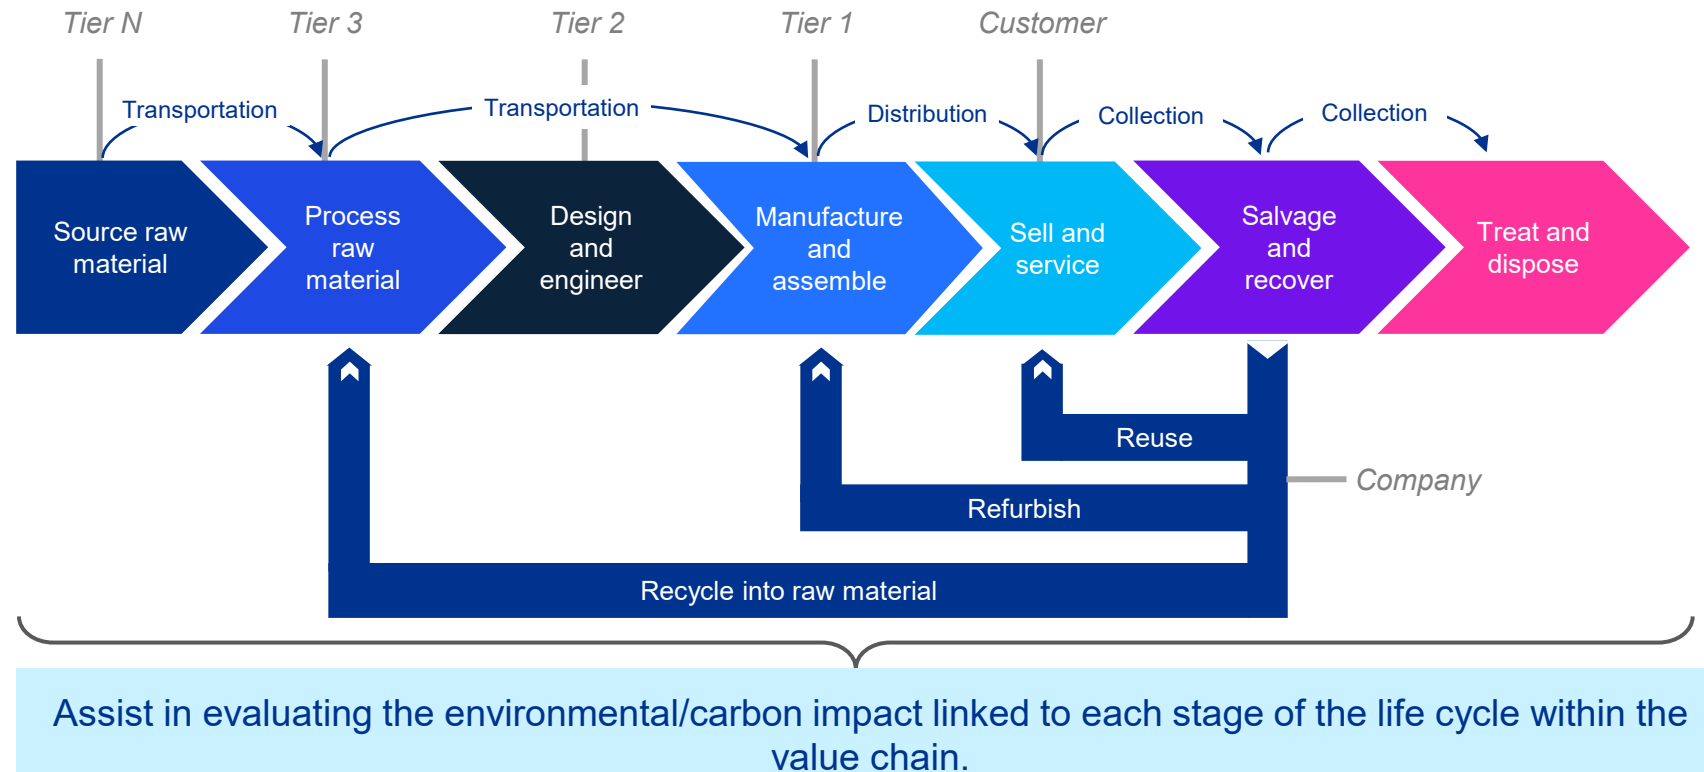 Tier N
Tier 3
Tier 2
Tier 1
Customer
Transportation
Transportation
Distribution
Collection
Collection
Source raw
material
Process
raw
material
Design
and
engineer
Manufacture
and
assemble
Sell and
service
Salvage
and
recover
Treat and
dispose
Reuse
Company
Refurbish
Recycle into raw material
Assist in evaluating the environmental/carbon impact linked to each stage of the life cycle within the
value chain.